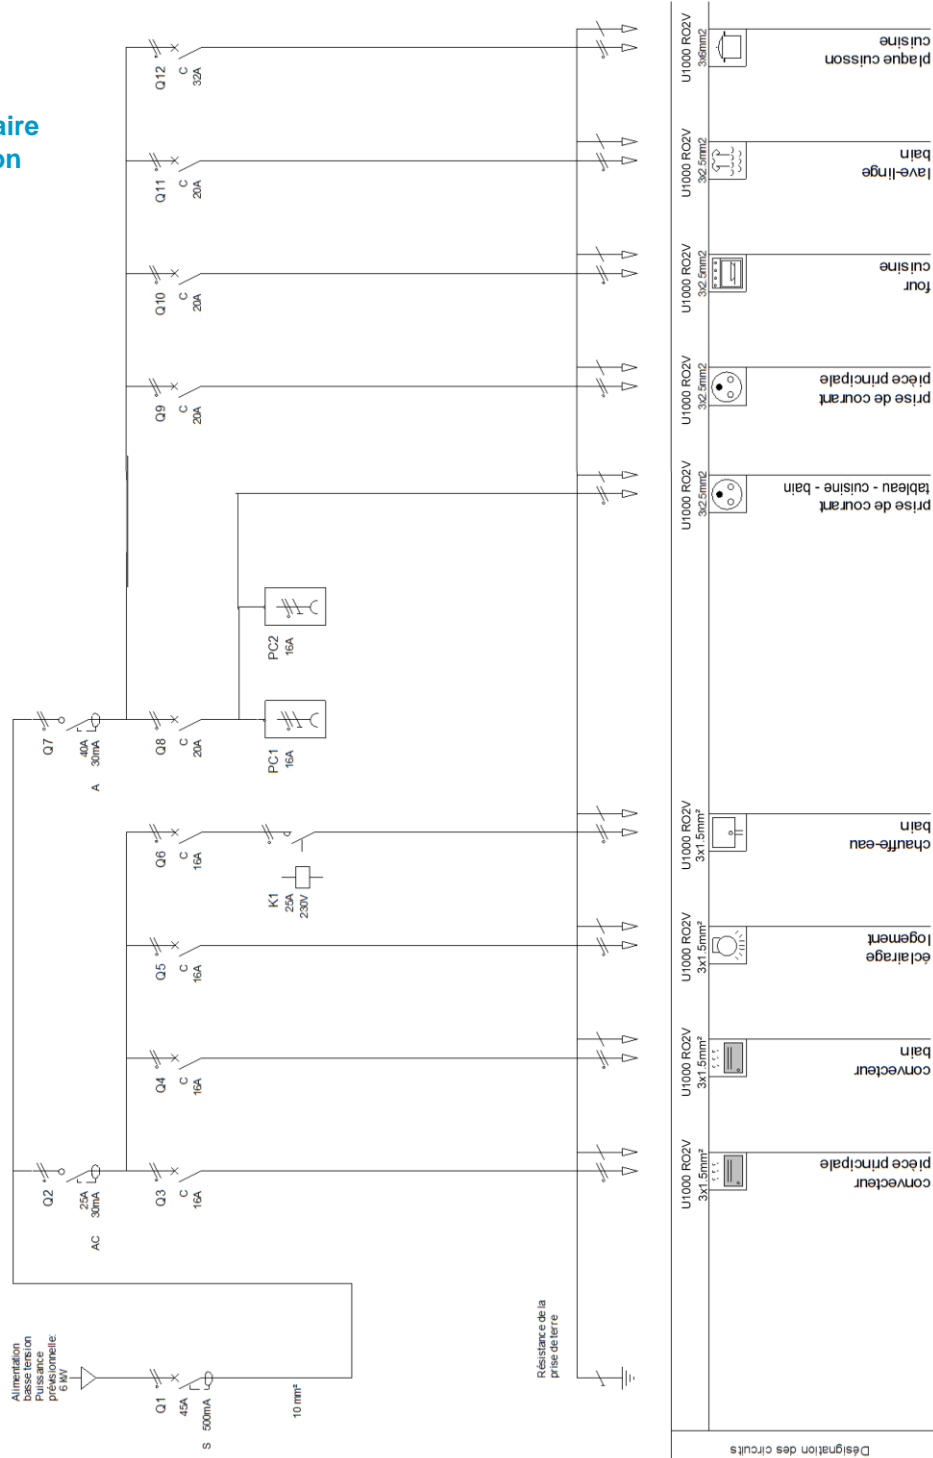 aire
on
Alimentation
basse tension
Puissance
prévisionnelle:
6 kW
Q1
45A
500mA
S
10 mm²
Q2
25A
30mA
AC
Q3
C
16A
Q4
C
16A
Q5
C
16A
Q6
C
16A
K1
25A
230V
Q7
40A
30mA
A
Q8
C
20A
PC1
16A
PC2
16A
Q9
C
20A
Q10
C
20A
Q11
C
20A
Q12
C
32A
Résistance de la
prise de terre
U1000 RO2V
3x1.5mm²
U1000 RO2V
3x1.5mm²
U1000 RO2V
3x1.5mm²
U1000 RO2V
3x1.5mm²
U1000 RO2V
3x2.5mm2
U1000 RO2V
3x2.5mm2
U1000 RO2V
3x2.5mm2
U1000 RO2V
3x2.5mm2
U1000 RO2V
3x6mm2
Désignation des circuits
convecteur
pièce principale
convecteur
bain
éclairage
logement
chauffe-eau
bain
prise de courant
tableau - cuisine - bain
prise de courant
pièce principale
four
cuisine
lave-linge
bain
plaque cuisson
cuisine